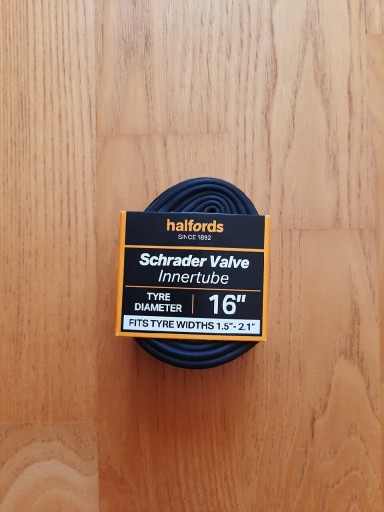 halfords
SINCE 1892
Schrader Valve
Innertube
TYRE
DIAMETER
16"
FITS TYRE WIDTHS 1.5"- 2.1"